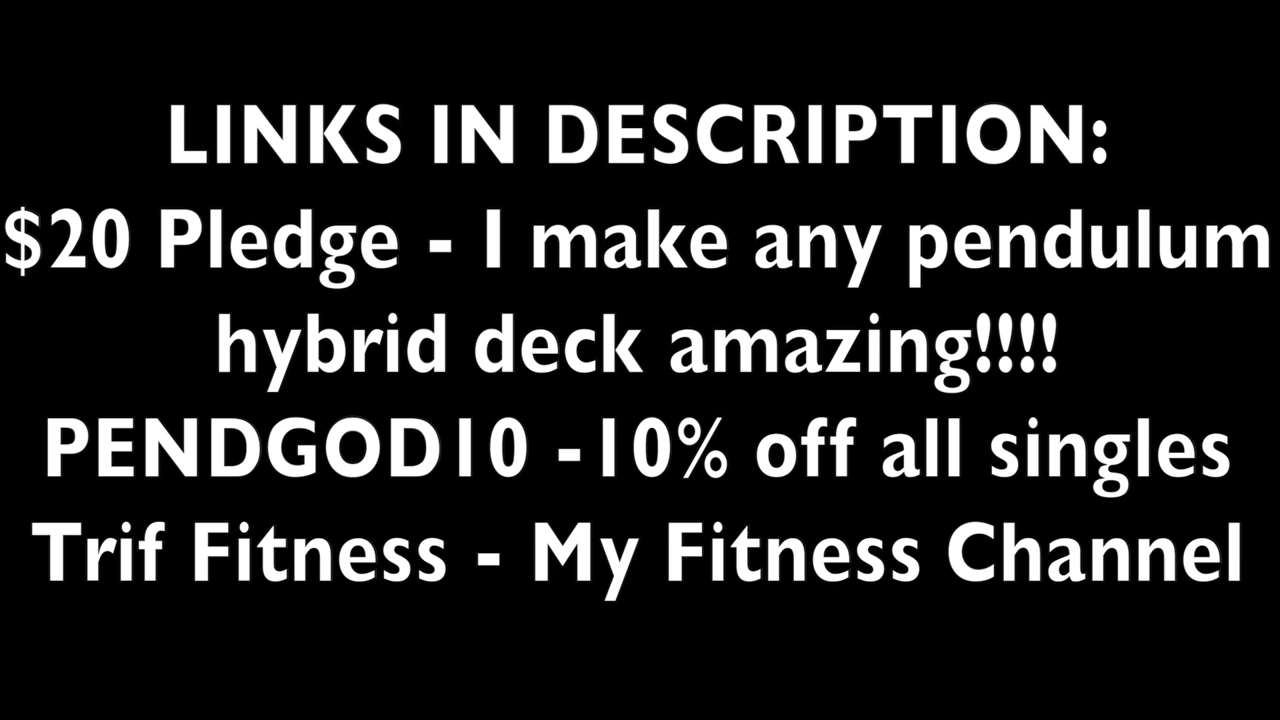 LINKS IN DESCRIPTION:
$20 Pledge - I make any pendulum
hybrid deck amazing!!!!
PENDGOD10 -10% off all singles
Trif Fitness - My Fitness Channel